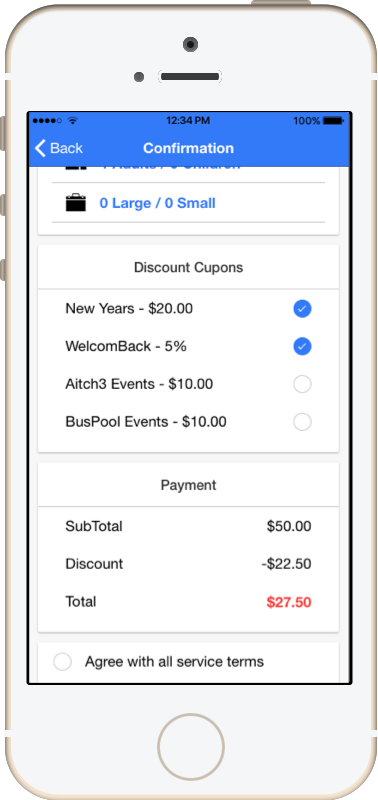 12:34 PM 100%
Back Confirmation
0 Large / 0 Small
Discount Cupons
New Years - $20.00
WelcomBack - 5%
Aitch3 Events - $10.00
BusPool Events - $10.00
Payment
SubTotal $50.00
Discount -$22.50
Total $27.50
Agree with all service terms